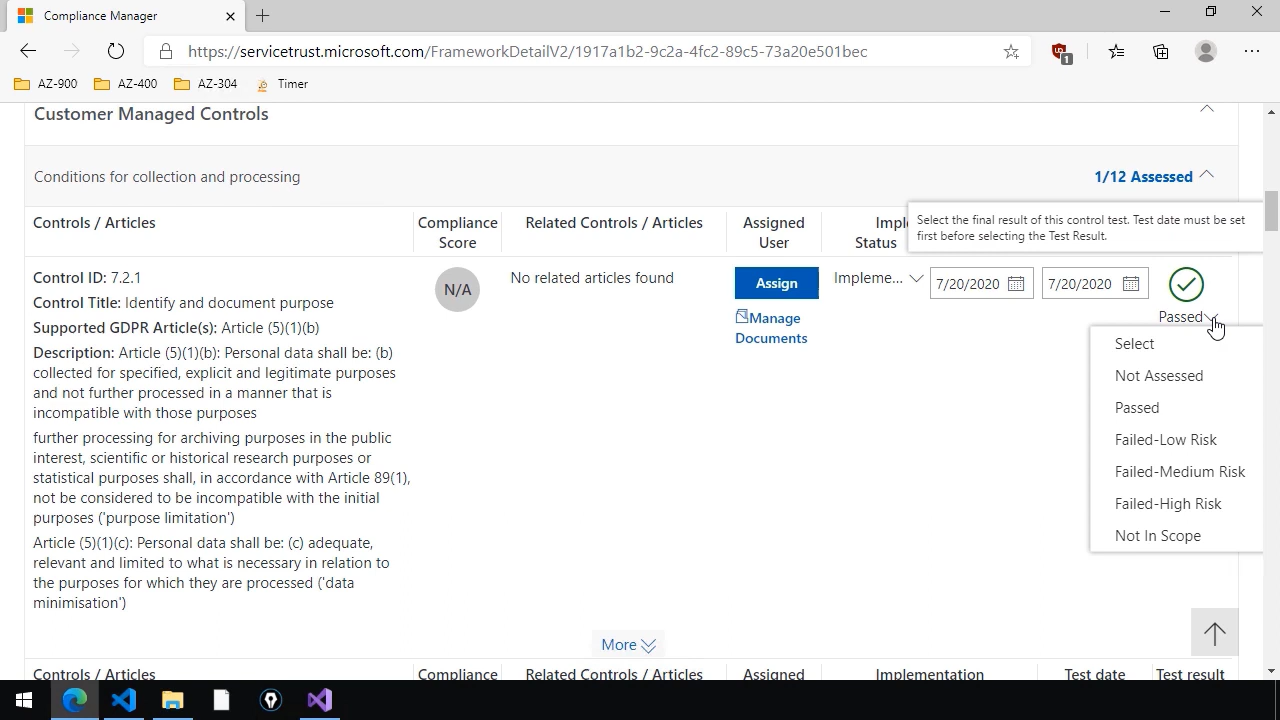 Compliance Manager
https://servicetrust.microsoft.com/FrameworkDetailV2/1917a1b2-9c2a-4fc2-89c5-73a20e501bec
1
AZ-900
AZ-400
AZ-304
Timer
Customer Managed Controls
Conditions for collection and processing
1/12 Assessed
Controls / Articles
Compliance
Score
Related Controls / Articles
Assigned
User
Imple
Status
Select the final result of this control test. Test date must be set
first before selecting the Test Result.
Control ID: 7.2.1
Control Title: Identify and document purpose
Supported GDPR Article(s): Article (5)(1)(b)
Description: Article (5)(1)(b): Personal data shall be: (b)
collected for specified, explicit and legitimate purposes
and not further processed in a manner that is
incompatible with those purposes
further processing for archiving purposes in the public
interest, scientific or historical research purposes or
statistical purposes shall, in accordance with Article 89(1),
not be considered to be incompatible with the initial
purposes ('purpose limitation')
Article (5)(1)(c): Personal data shall be: (c) adequate,
relevant and limited to what is necessary in relation to
the purposes for which they are processed ('data
minimisation')
N/A
No related articles found
Assign
Manage
Documents
Impleme...
7/20/2020
7/20/2020
Passed
Select
Not Assessed
Passed
Failed-Low Risk
Failed-Medium Risk
Failed-High Risk
Not In Scope
More
Controls / Articles
Compliance
Related Controls / Articles
Assigned
Implementation
Test date
Test result